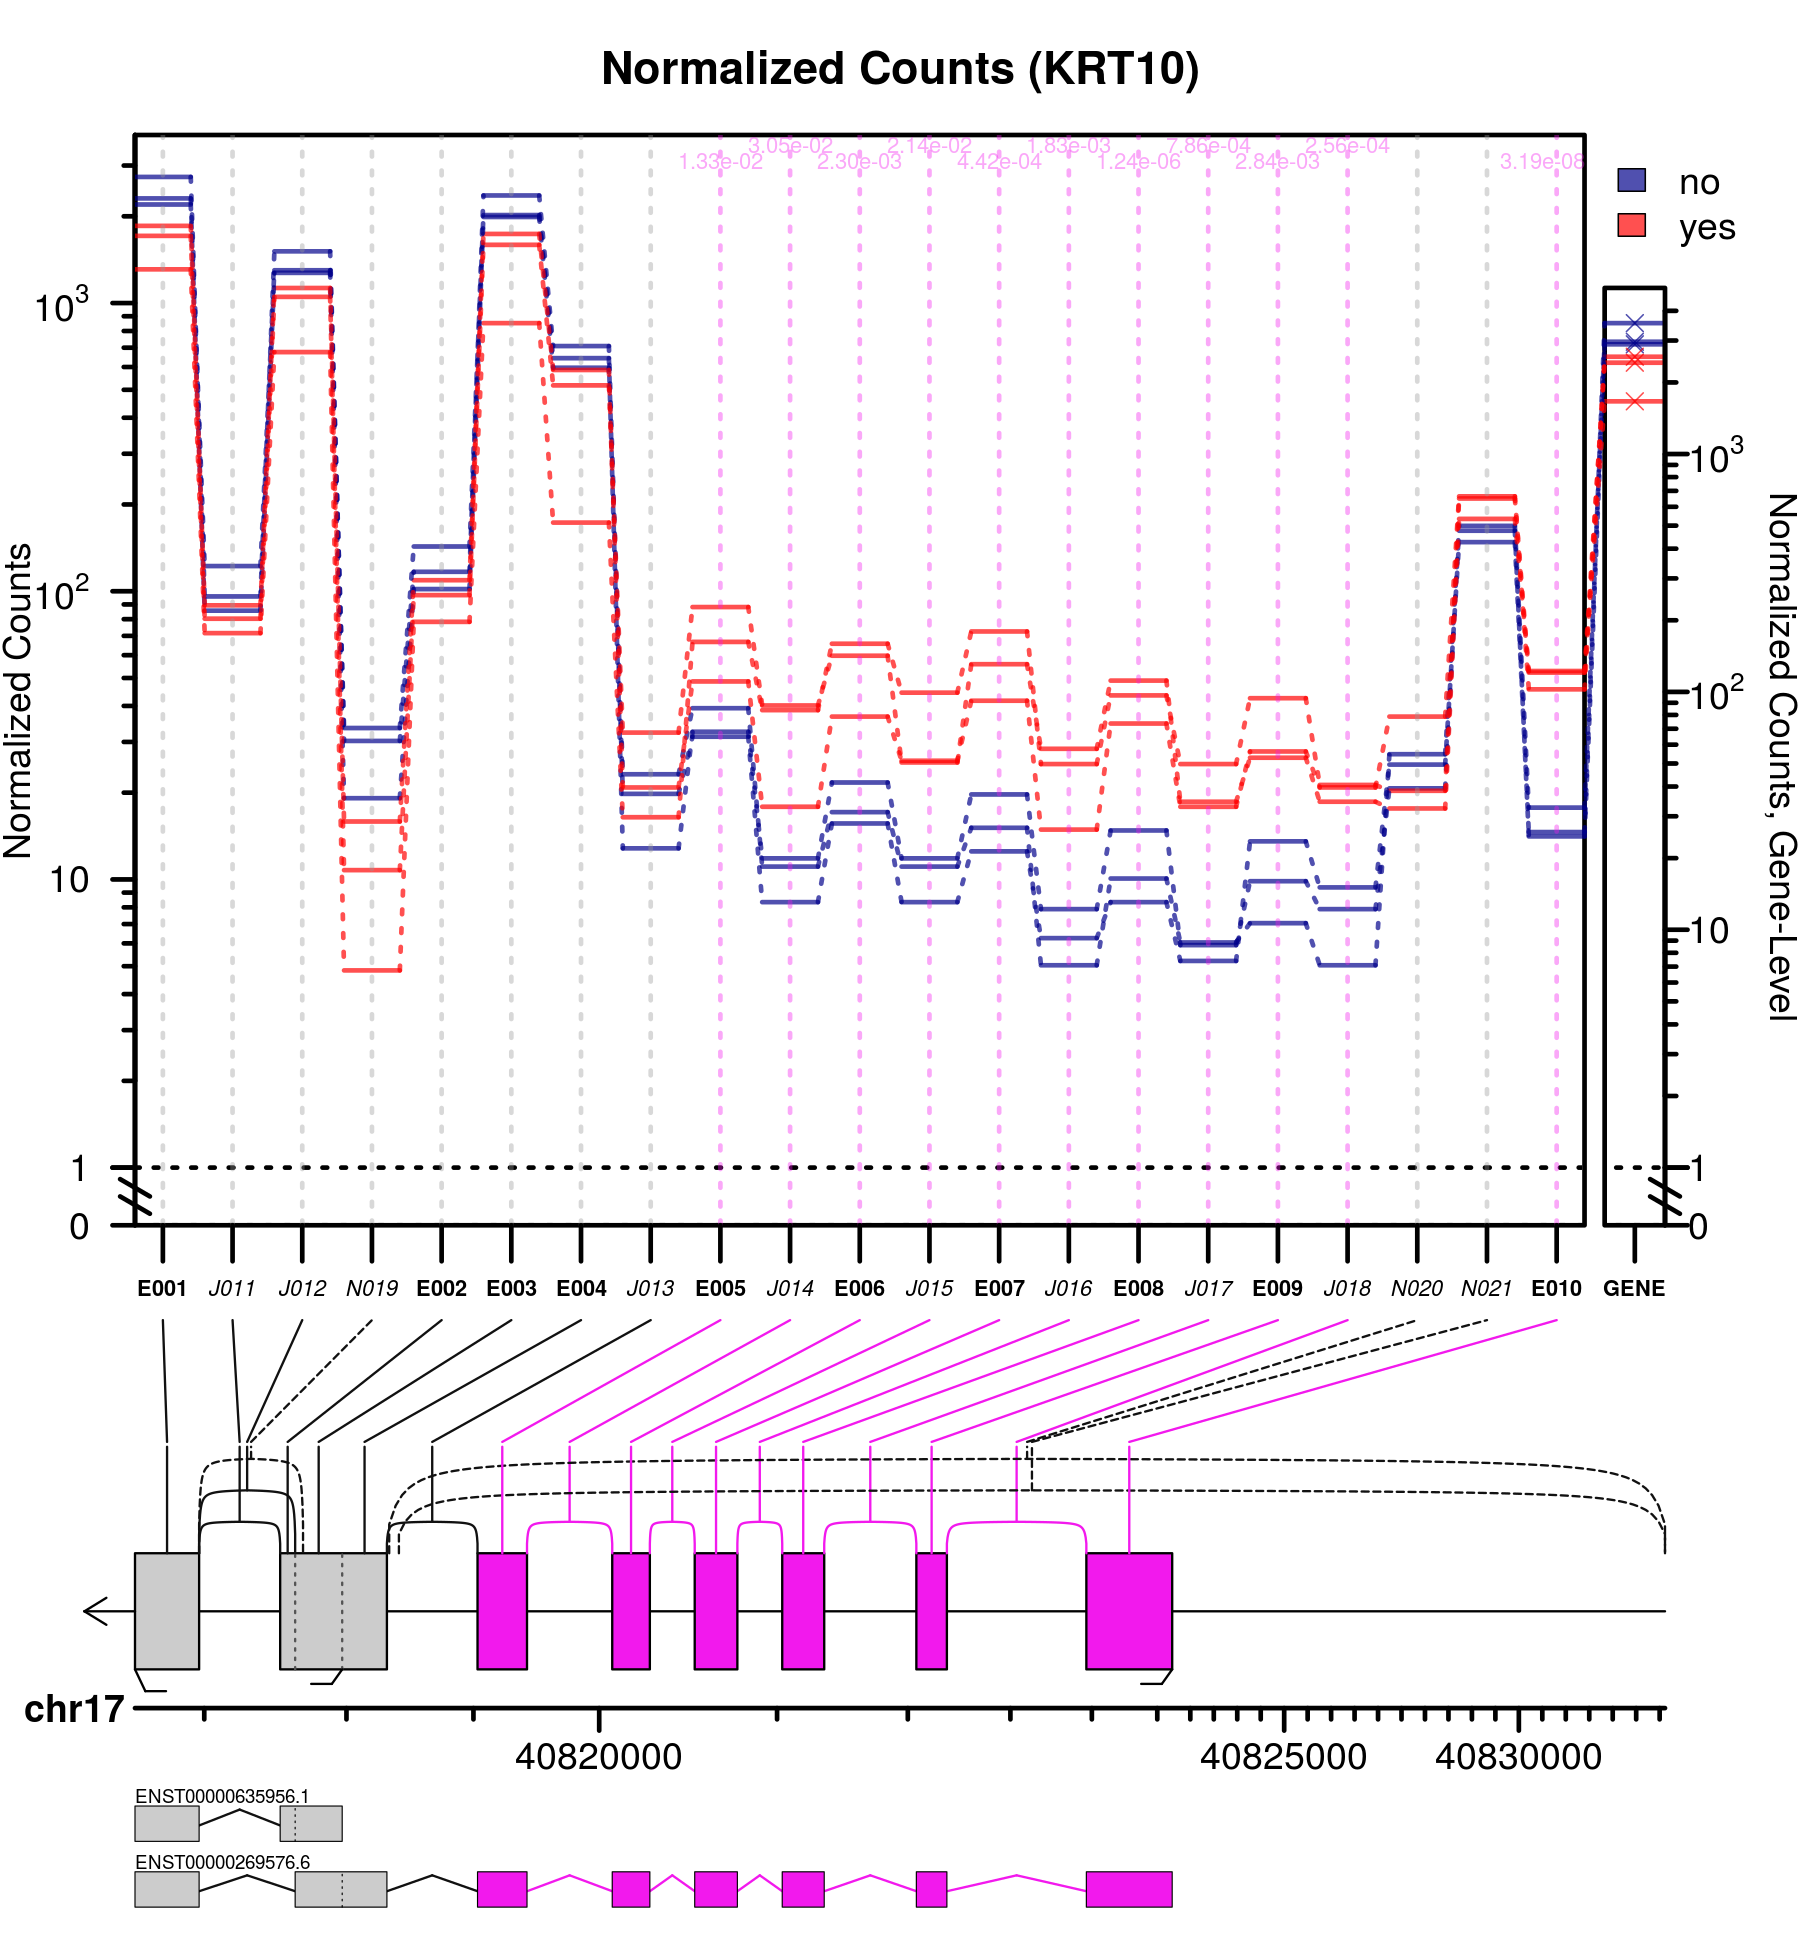 Normalized Counts (KRT10)
3.05e-02 2.14e-02 1.83e-03 7.86e-04 2.56e-04
1.33e-02 2.30e-03 4.42e-04 1.24e-06 2.84e-03 3.19e-08
no
yes
Normalized Counts
10³
10²
10
1
0
10³
10²
10
1
0
Normalized Counts, Gene-Level
E001 J011 J012 N019 E002 E003 E004 J013 E005 J014 E006 J015 E007 J016 E008 J017 E009 J018 N020 N021 E010 GENE
chr17
40820000 40825000 40830000
ENST00000635956.1
ENST00000269576.6